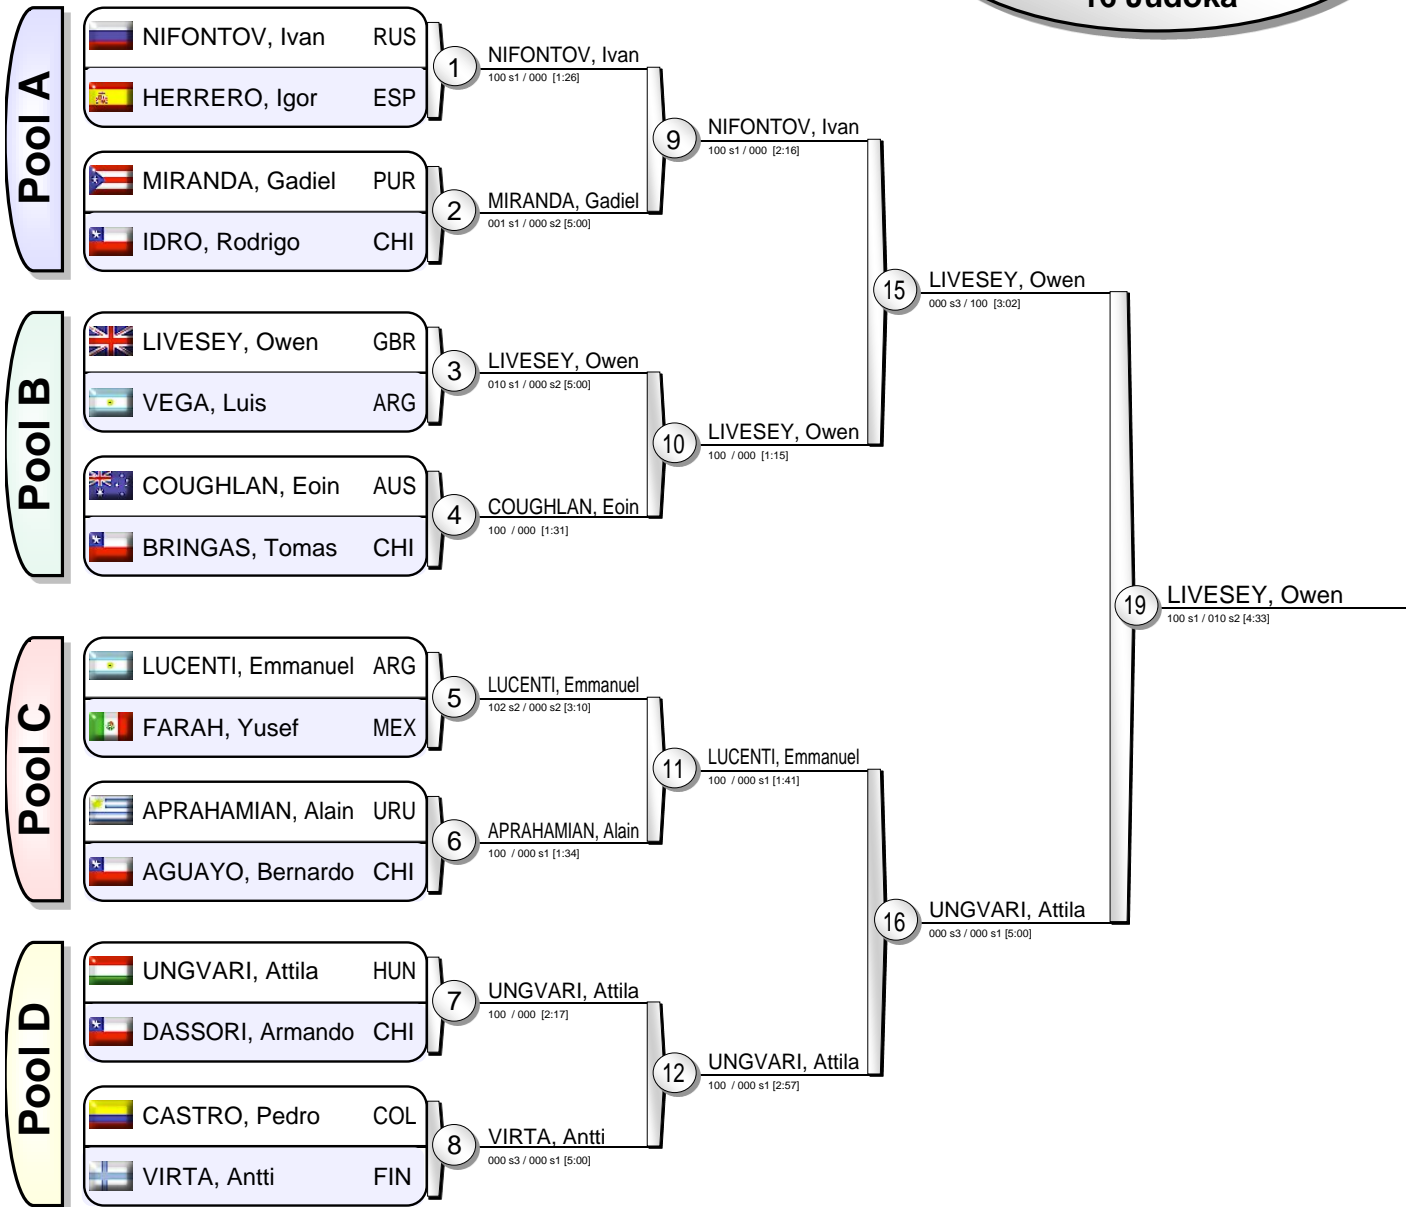 16 Judoka
Pool A
NIFONTOV, Ivan RUS
HERRERO, Igor ESP
1
NIFONTOV, Ivan
100 s1 / 000 [1:26]
MIRANDA, Gadiel PUR
IDRO, Rodrigo CHI
2
MIRANDA, Gadiel
001 s1 / 000 s2 [5:00]
9
NIFONTOV, Ivan
100 s1 / 000 [2:16]
Pool B
LIVESEY, Owen GBR
VEGA, Luis ARG
3
LIVESEY, Owen
010 s1 / 000 s2 [5:00]
COUGHLAN, Eoin AUS
BRINGAS, Tomas CHI
4
COUGHLAN, Eoin
100 / 000 [1:31]
10
LIVESEY, Owen
100 / 000 [1:15]
15
LIVESEY, Owen
000 s3 / 100 [3:02]
Pool C
LUCENTI, Emmanuel ARG
FARAH, Yusef MEX
5
LUCENTI, Emmanuel
102 s2 / 000 s2 [3:10]
APRAHAMIAN, Alain URU
AGUAYO, Bernardo CHI
6
APRAHAMIAN, Alain
100 / 000 s1 [1:34]
11
LUCENTI, Emmanuel
100 / 000 s1 [1:41]
Pool D
UNGVARI, Attila HUN
DASSORI, Armando CHI
7
UNGVARI, Attila
100 / 000 [2:17]
CASTRO, Pedro COL
VIRTA, Antti FIN
8
VIRTA, Antti
000 s3 / 000 s1 [5:00]
12
UNGVARI, Attila
100 / 000 s1 [2:57]
16
UNGVARI, Attila
000 s3 / 000 s1 [5:00]
19
LIVESEY, Owen
100 s1 / 010 s2 [4:33]